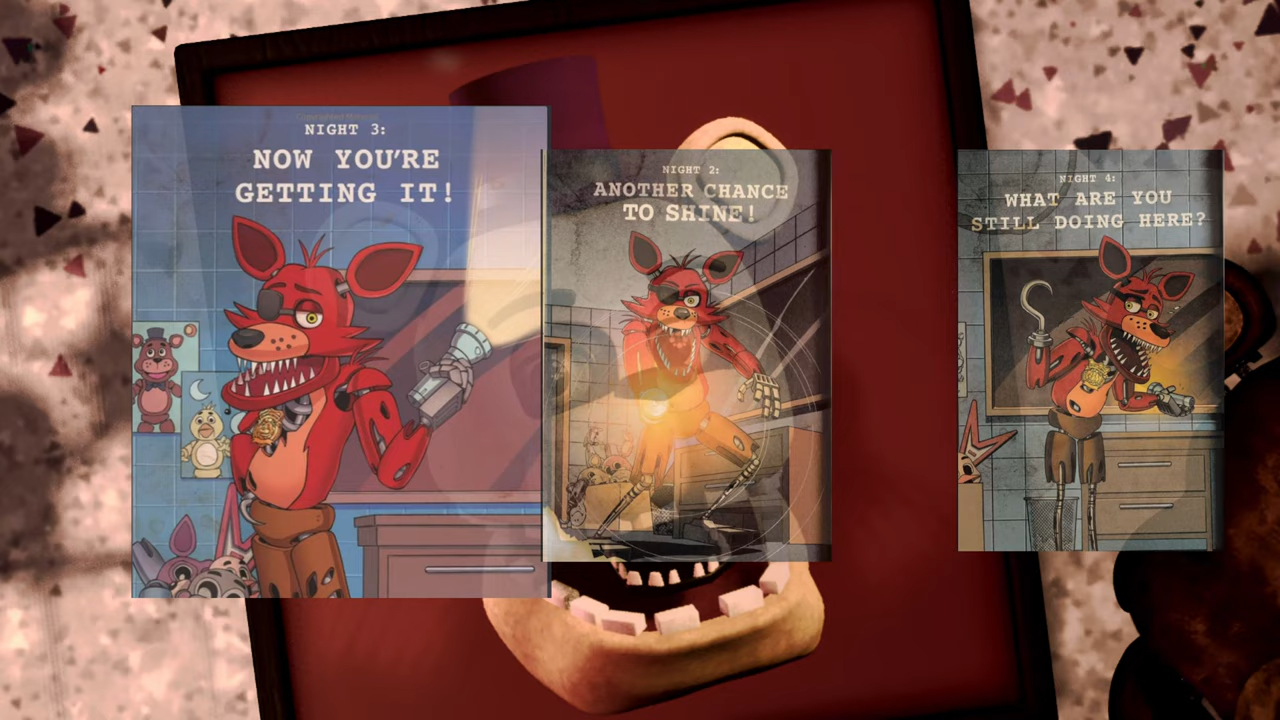 NIGHT 3:
NOW YOU'RE
GETTING IT!
NIGHT 2:
ANOTHER CHANCE
TO SHINE!
NIGHT 4:
WHAT ARE YOU
STILL DOING HERE?